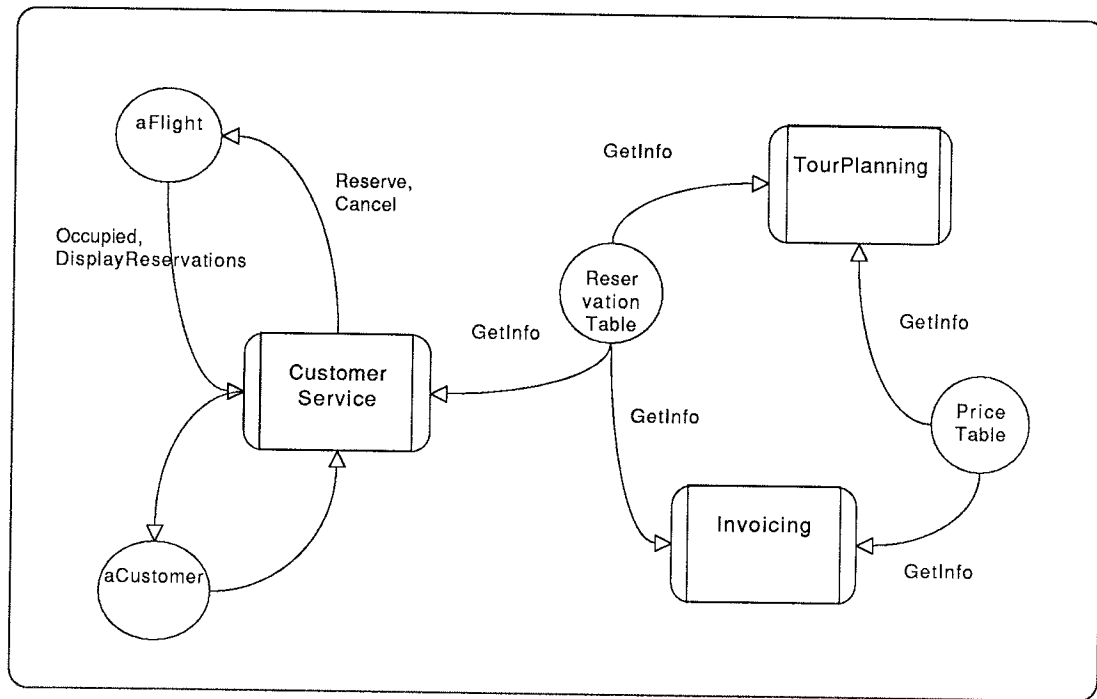 aFlight
Reserve,
Cancel
Occupied,
DisplayReservations
GetInfo
TourPlanning
Reser
vation
Table
GetInfo
GetInfo
Customer
Service
GetInfo
Price
Table
Invoicing
GetInfo
aCustomer